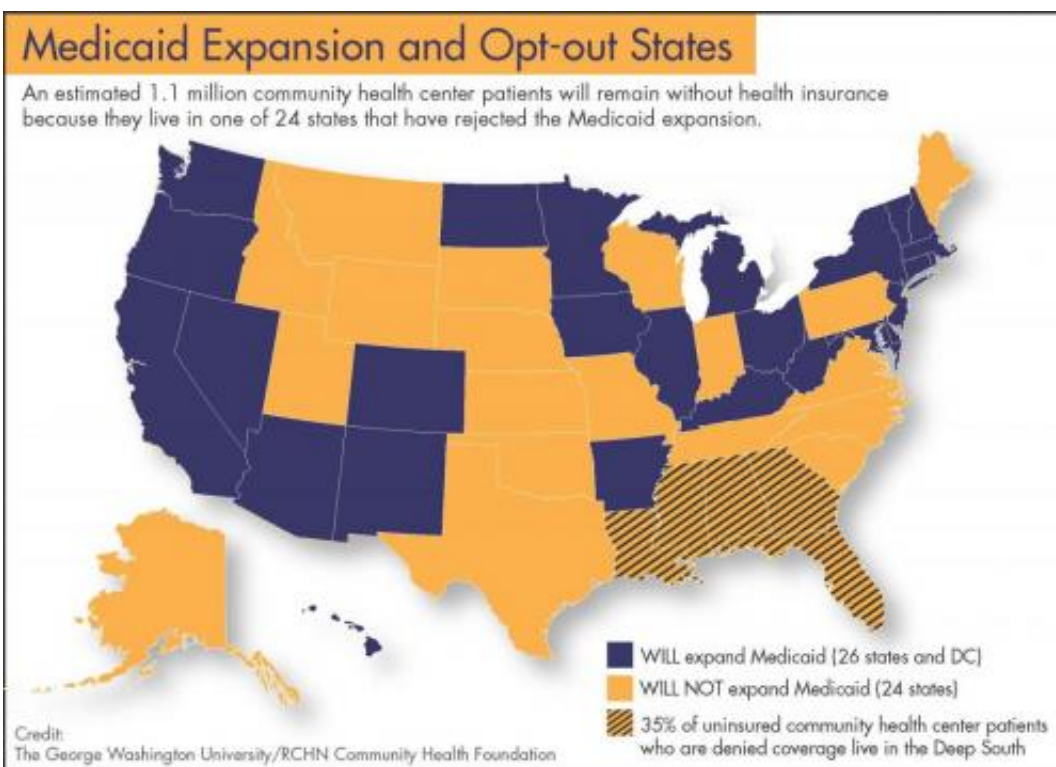 Medicaid Expansion and Opt-out States
An estimated 1.1 million community health center patients will remain without health insurance
because they live in one of 24 states that have rejected the Medicaid expansion.
WILL expand Medicaid (26 states and DC)
WILL NOT expand Medicaid (24 states)
35% of uninsured community health center patients
who are denied coverage live in the Deep South
Credit:
The George Washington University/RCHN Community Health Foundation